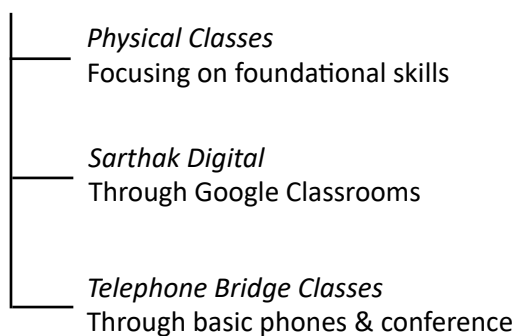 Physical Classes
Focusing on foundational skills
Sarthak Digital
Through Google Classrooms
Telephone Bridge Classes
Through basic phones & conference